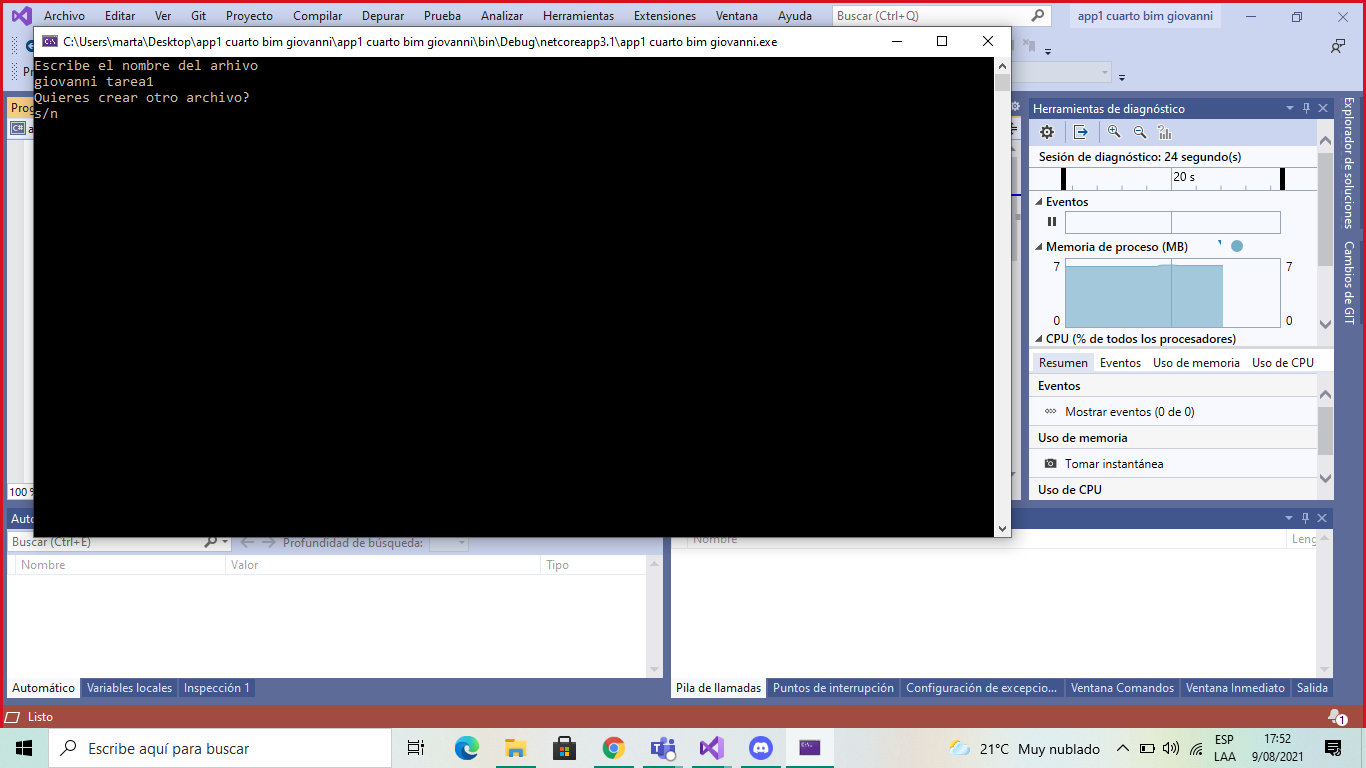 Archivo Editar Ver Git Proyecto Compilar Depurar Prueba Analizar Herramientas Extensiones Ventana Ayuda Buscar (Ctrl+Q) app1 cuarto bim giovanni
C:\Users\marta\Desktop\app1 cuarto bim giovanni\app1 cuarto bim giovanni\bin\Debug\netcoreapp3.1\app1 cuarto bim giovanni.exe
Escribe el nombre del arhivo
giovanni tarea1
Quieres crear otro archivo?
s/n
Herramientas de diagnóstico
Sesión de diagnóstico: 24 segundo(s)
20 s
Eventos
Memoria de proceso (MB)
7 7
0 0
CPU (% de todos los procesadores)
Resumen Eventos Uso de memoria Uso de CPU
Eventos
Mostrar eventos (0 de 0)
Uso de memoria
Tomar instantánea
Uso de CPU
Explorador de soluciones
Cambios de GIT
100 %
Buscar (Ctrl+E) Profundidad de búsqueda:
Nombre Valor Tipo
Nombre Leng
Automático Variables locales Inspección 1
Pila de llamadas Puntos de interrupción Configuración de excepcio... Ventana Comandos Ventana Inmediato Salida
Listo
1
Escribe aquí para buscar
21°C Muy nublado
ESP
LAA
17:52
9/08/2021